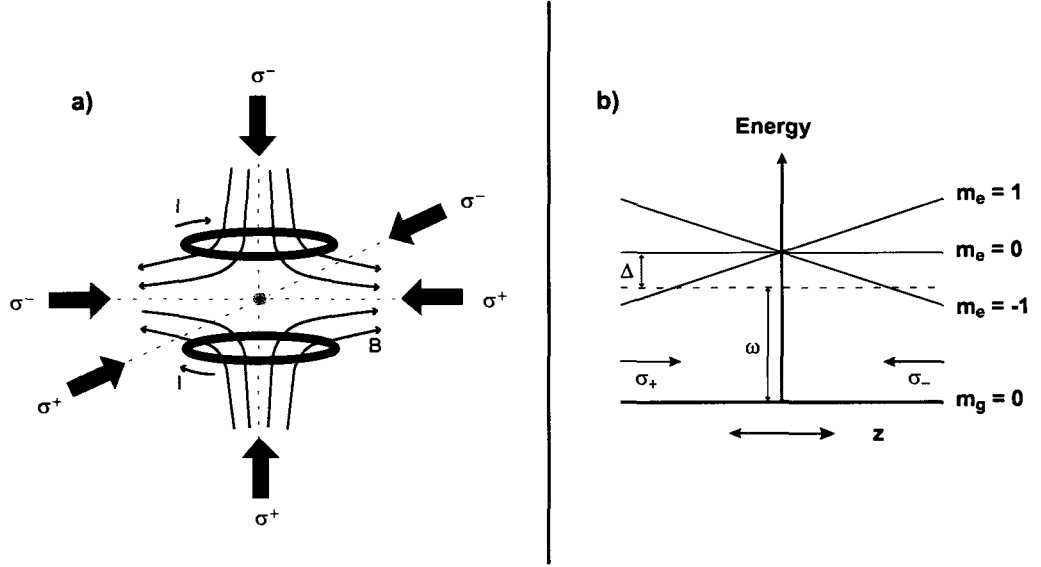 a)
σ⁻
I
σ⁻
σ⁻
σ⁺
B
I
σ⁺
σ⁺
b)
Energy
mₑ = 1
mₑ = 0
Δ
mₑ = -1
ω
σ₊
σ₋
m_g = 0
z